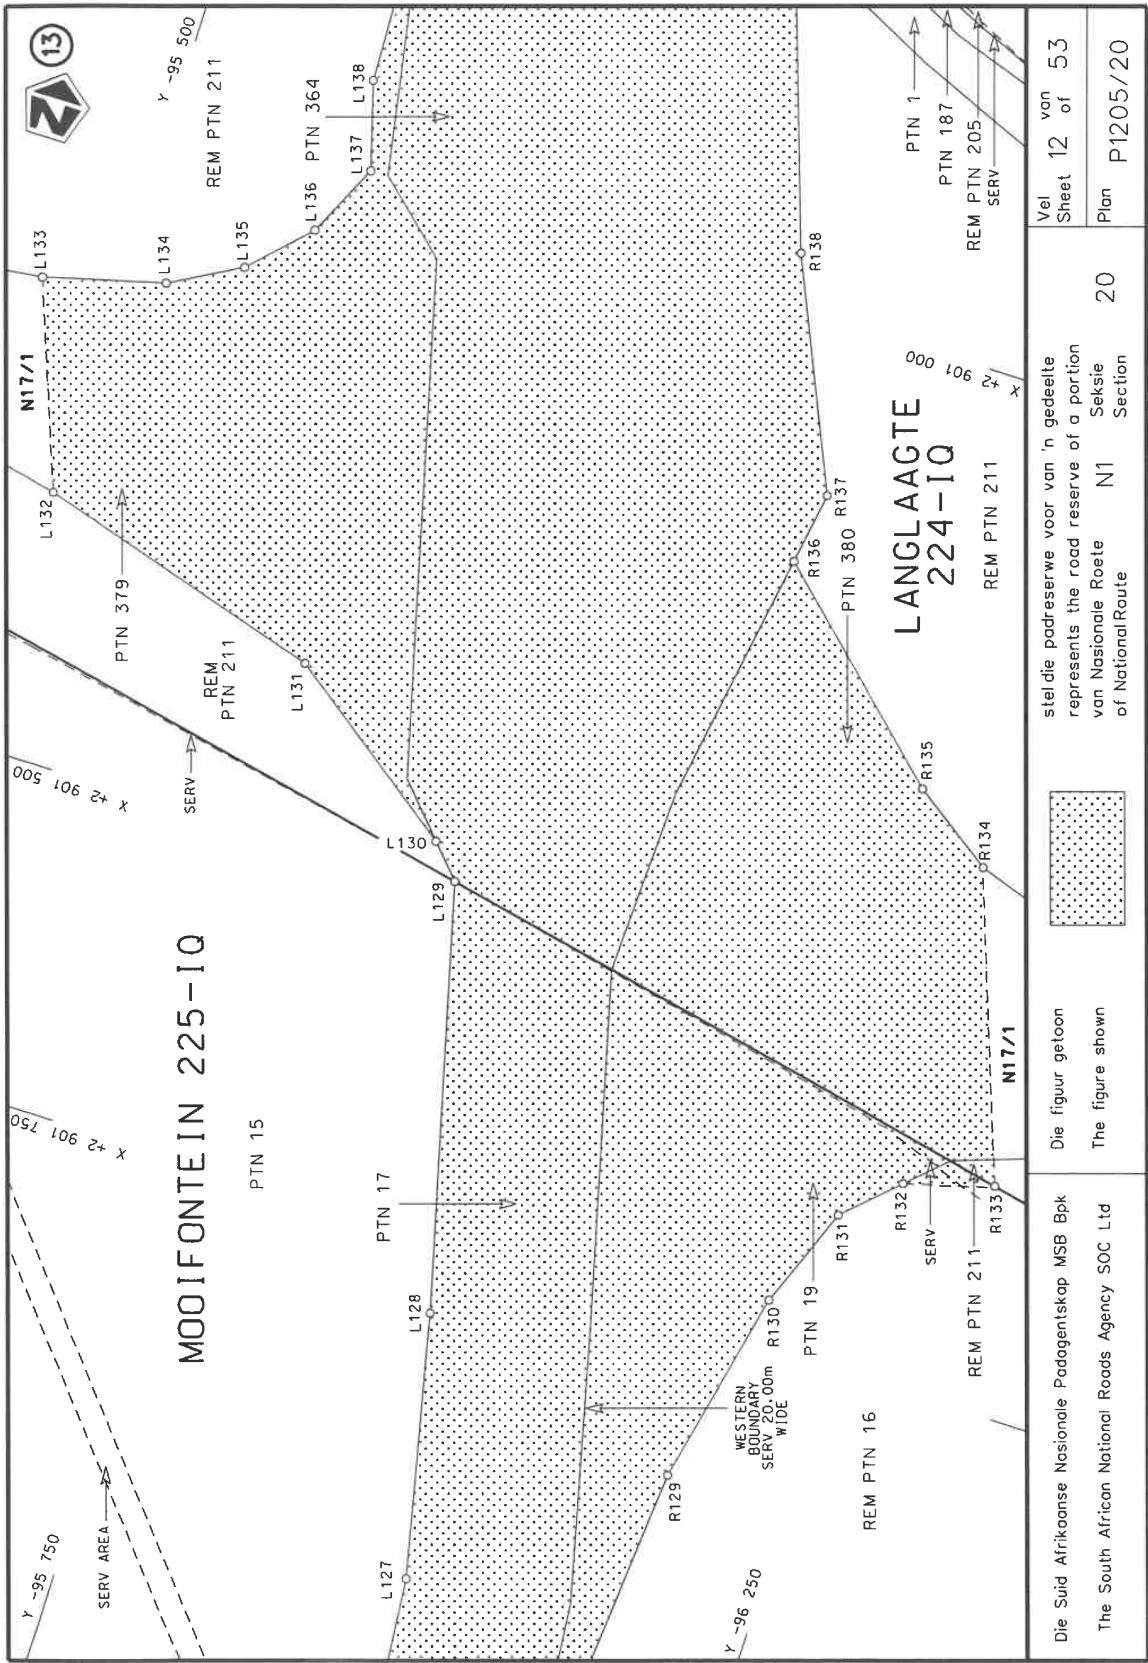 13
N
Y -95 500
REM PTN 211
L133
L134
L135
L136
L137
L138
PTN 364
N17/1
L132
PTN 379
REM
PTN 211
L131
L130
L129
SERV
X +2 901 500
MOOIFONTEIN 225-IQ
X +2 901 750
PTN 15
PTN 17
L128
L127
SERV AREA
Y -95 750
WESTERN
BOUNDARY
SERV 20.00m
WIDE
R129
R130
PTN 19
R131
R132
SERV
REM PTN 211
R133
REM PTN 16
Y -96 250
N17/1
R134
R135
PTN 380
R136
R137
R138
LANGLAAGTE
224-IQ
REM PTN 211
X +2 901 000
PTN 1
PTN 187
REM PTN 205
SERV
Die Suid Afrikaanse Nasionale Padagentskap MSB Bpk
The South African National Roads Agency SOC Ltd
Die figuur getoon
The figure shown
stel die padreserwe voor van 'n gedeelte
represents the road reserve of a portion
van Nasionale Roete N1 Seksie 20
of National Route Section
Vel 12 van 53
Sheet of
Plan P1205/20